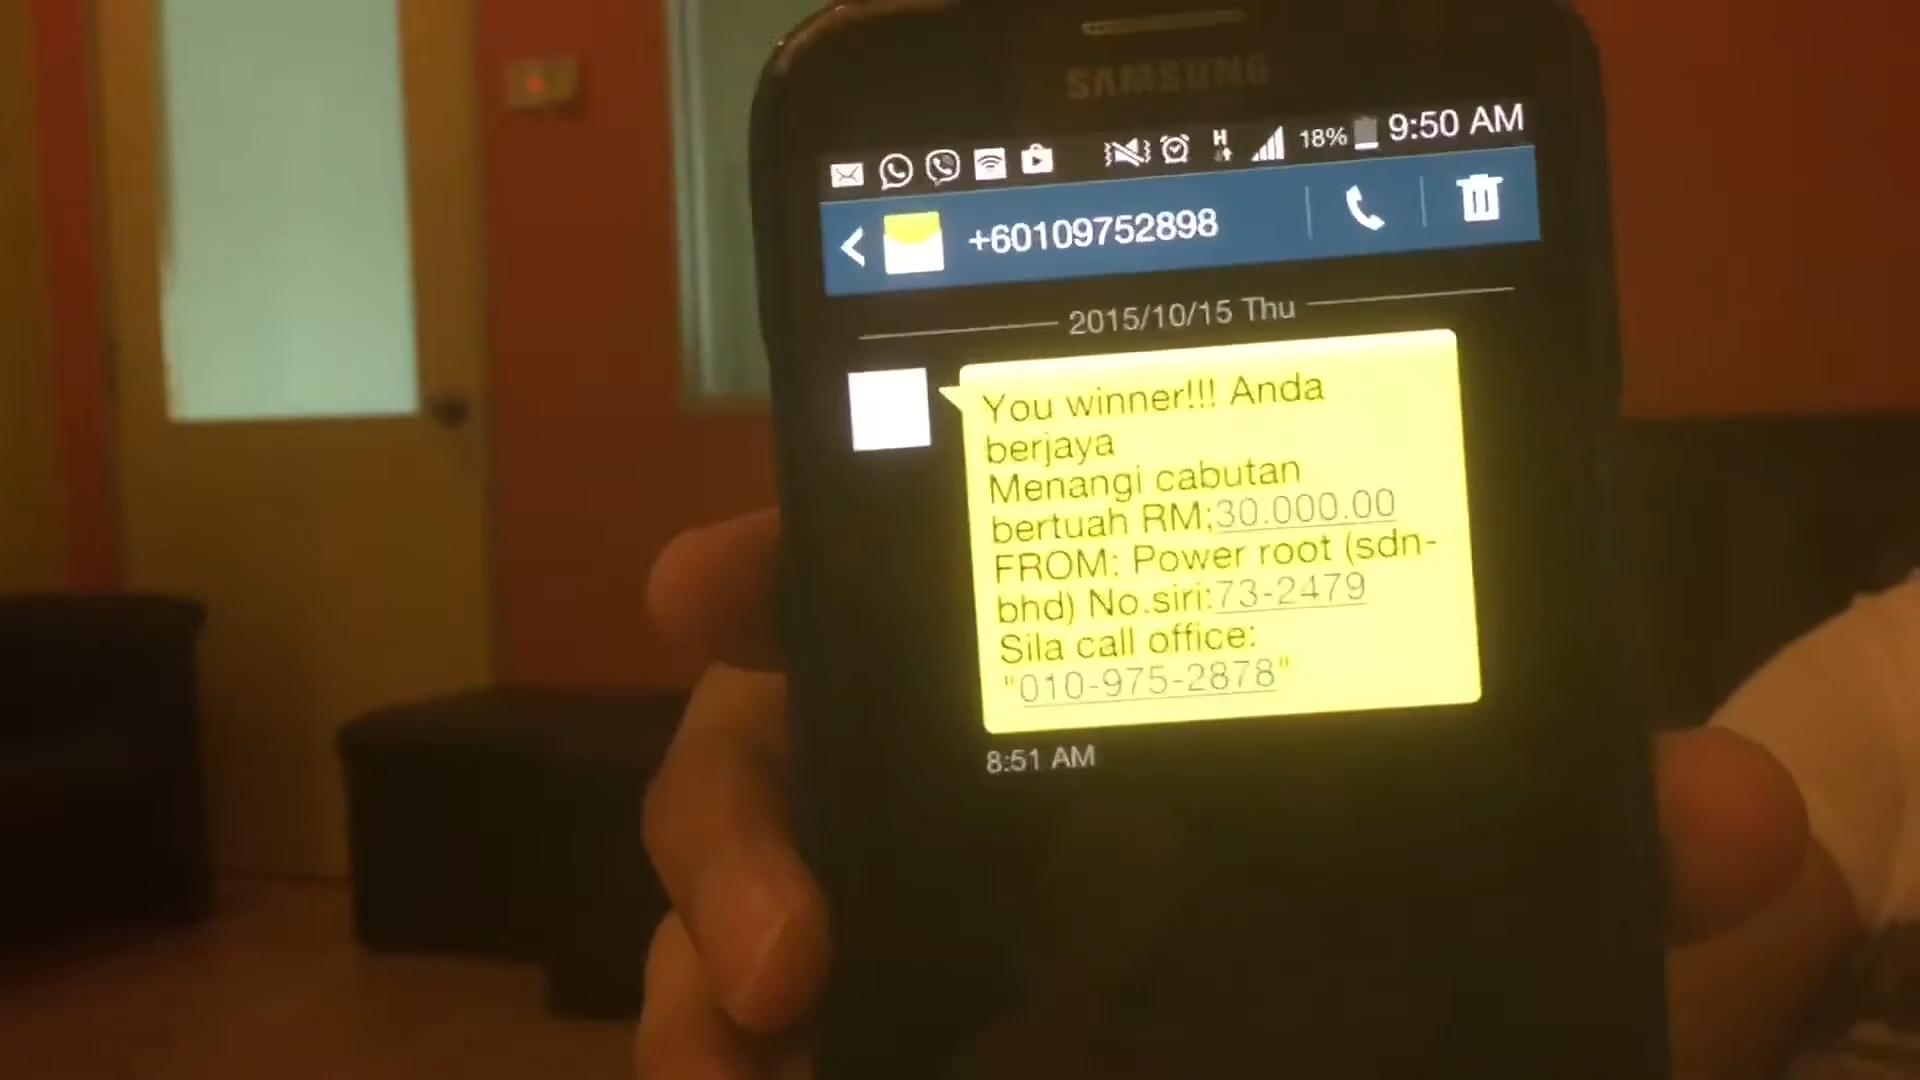 SAMSUNG
H 18% 9:50 AM
+60109752898
2015/10/15 Thu
You winner!!! Anda
berjaya
Menangi cabutan
bertuah RM;30.000.00
FROM: Power root (sdn-
bhd) No.siri:73-2479
Sila call office:
"010-975-2878"
8:51 AM